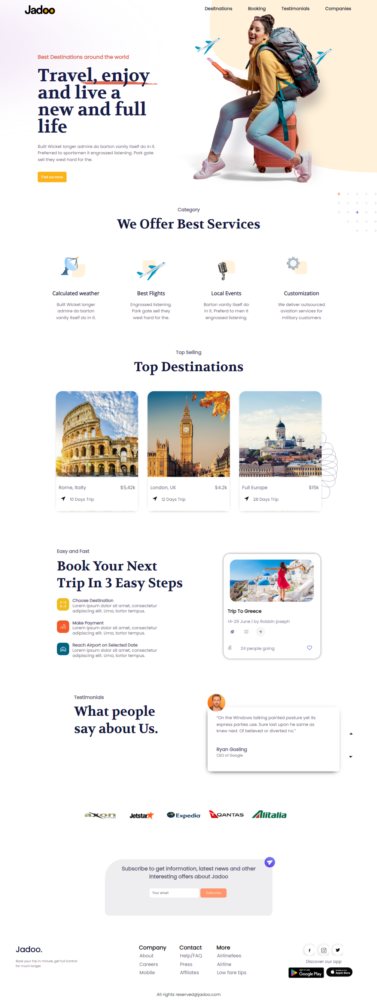 Jadoo
Desitnations
Booking
Testimonials
Companies
Best Destinations around the world
Travel, enjoy
and live a
new and full
life
Built Wicket longer admire do barton vanity itself do in it.
Preferred to sportsmen it engrossed listening. Park gate
sell they west hard for the.
Find out more
Category
We Offer Best Services
Calculated weather
Built Wicket longer
admire do barton
vanity itself do in it.
Best Flights
Engrossed listening.
Park gate sell they
west hard for the.
Local Events
Barton vanity itself do
in it. Preferd to men it
engrossed listening.
Customization
We deliver outsourced
aviation services for
military customers
Top Selling
Top Destinations
Rome, Italty
$5,42k
10 Days Trip
London, UK
$4.2k
12 Days Trip
Full Europe
$15k
28 Days Trip
Easy and Fast
Book Your Next
Trip In 3 Easy Steps
Choose Destination
Lorem ipsum dolor sit amet, consectetur
adipiscing elit. Urna, tortor tempus.
Make Payment
Lorem ipsum dolor sit amet, consectetur
adipiscing elit. Urna, tortor tempus.
Reach Airport on Selected Date
Lorem ipsum dolor sit amet, consectetur
adipiscing elit. Urna, tortor tempus.
Trip To Greece
14-29 June | by Robbin joseph
24 people going
Testimonials
What people
say about Us.
“On the Windows talking painted pasture yet its
express parties use. Sure last upon he same as
knew next. Of believed or diverted no.”
Ryan Gosling
CEO of Google
axon
airlines
Jetstar
Expedia
QANTAS
Alitalia
Subscribe to get information, latest news and other
interesting offers about Jadoo
Your email
Subscribe
Jadoo.
Book your trip in minute, get full Control
for much longer.
Company
About
Careers
Mobile
Contact
Help/FAQ
Press
Affilates
More
Airlinefees
Airline
Low fare tips
Discover our app
GET IT ON
Google Play
Available on the
Apple Store
All rights reserved@jadoo.com